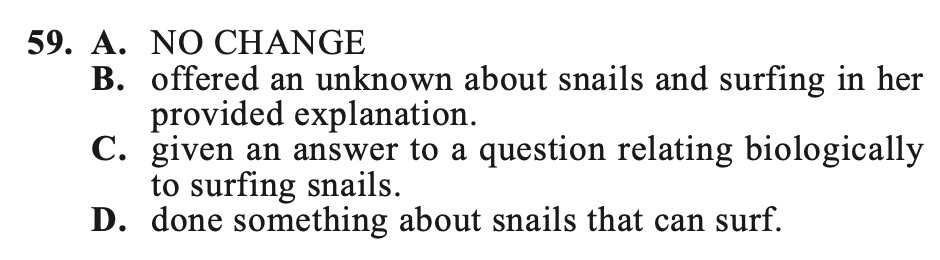 59. A. NO CHANGE
B. offered an unknown about snails and surfing in her
provided explanation.
C. given an answer to a question relating biologically
to surfing snails.
D. done something about snails that can surf.